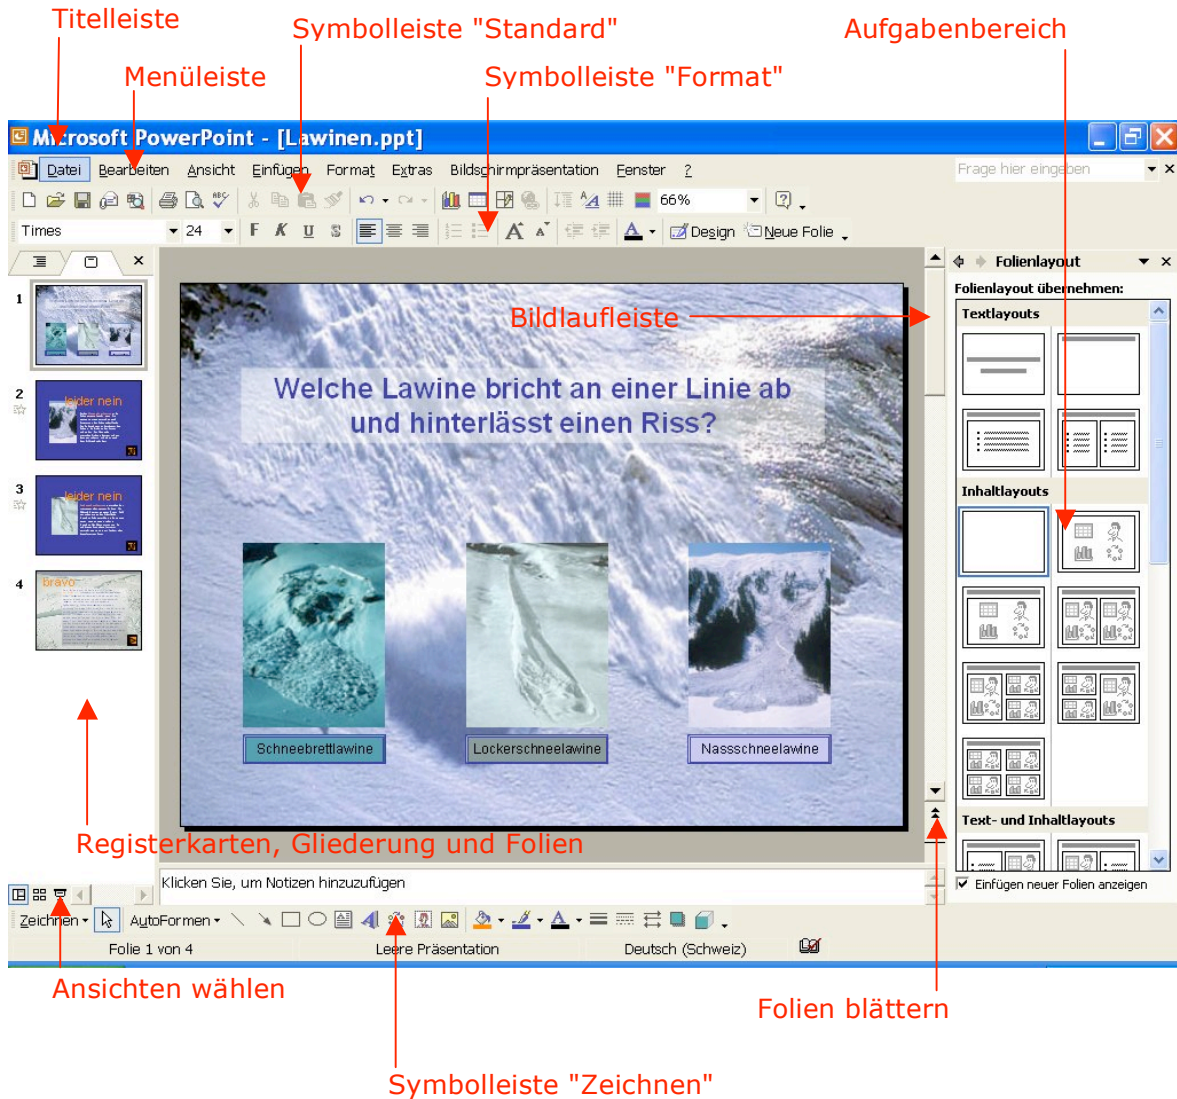 Titelleiste
Symbolleiste "Standard"
Aufgabenbereich
Menüleiste
Symbolleiste "Format"
Microsoft PowerPoint - [Lawinen.ppt]
Datei Bearbeiten Ansicht Einfügen Format Extras Bildschirmpräsentation Fenster ?
Frage hier eingeben
66%
Times 24 F K U S Design Neue Folie
Folienlayout
Folienlayout übernehmen:
Textlayouts
Bildlaufleiste
1
Welche Lawine bricht an einer Linie ab
und hinterlässt einen Riss?
2
leider nein
3
leider nein
Inhaltlayouts
4
bravo
Schneebrettlawine
Lockerschneelawine
Nassschneelawine
Text- und Inhaltlayouts
Registerkarten, Gliederung und Folien
Klicken Sie, um Notizen hinzuzufügen
Einfügen neuer Folien anzeigen
Zeichnen AutoFormen
Folie 1 von 4
Leere Präsentation
Deutsch (Schweiz)
Ansichten wählen
Folien blättern
Symbolleiste "Zeichnen"